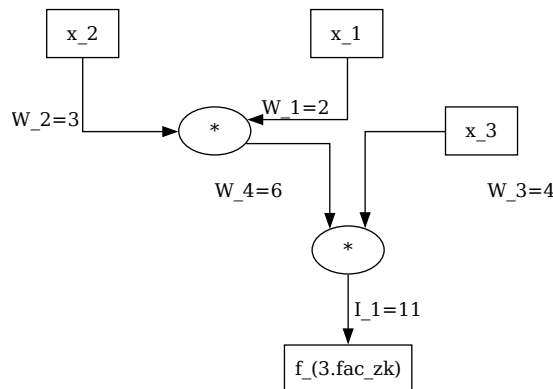 x_2
x_1
W_2=3
*
W_1=2
x_3
W_4=6
W_3=4
*
I_1=11
f_(3.fac_zk)